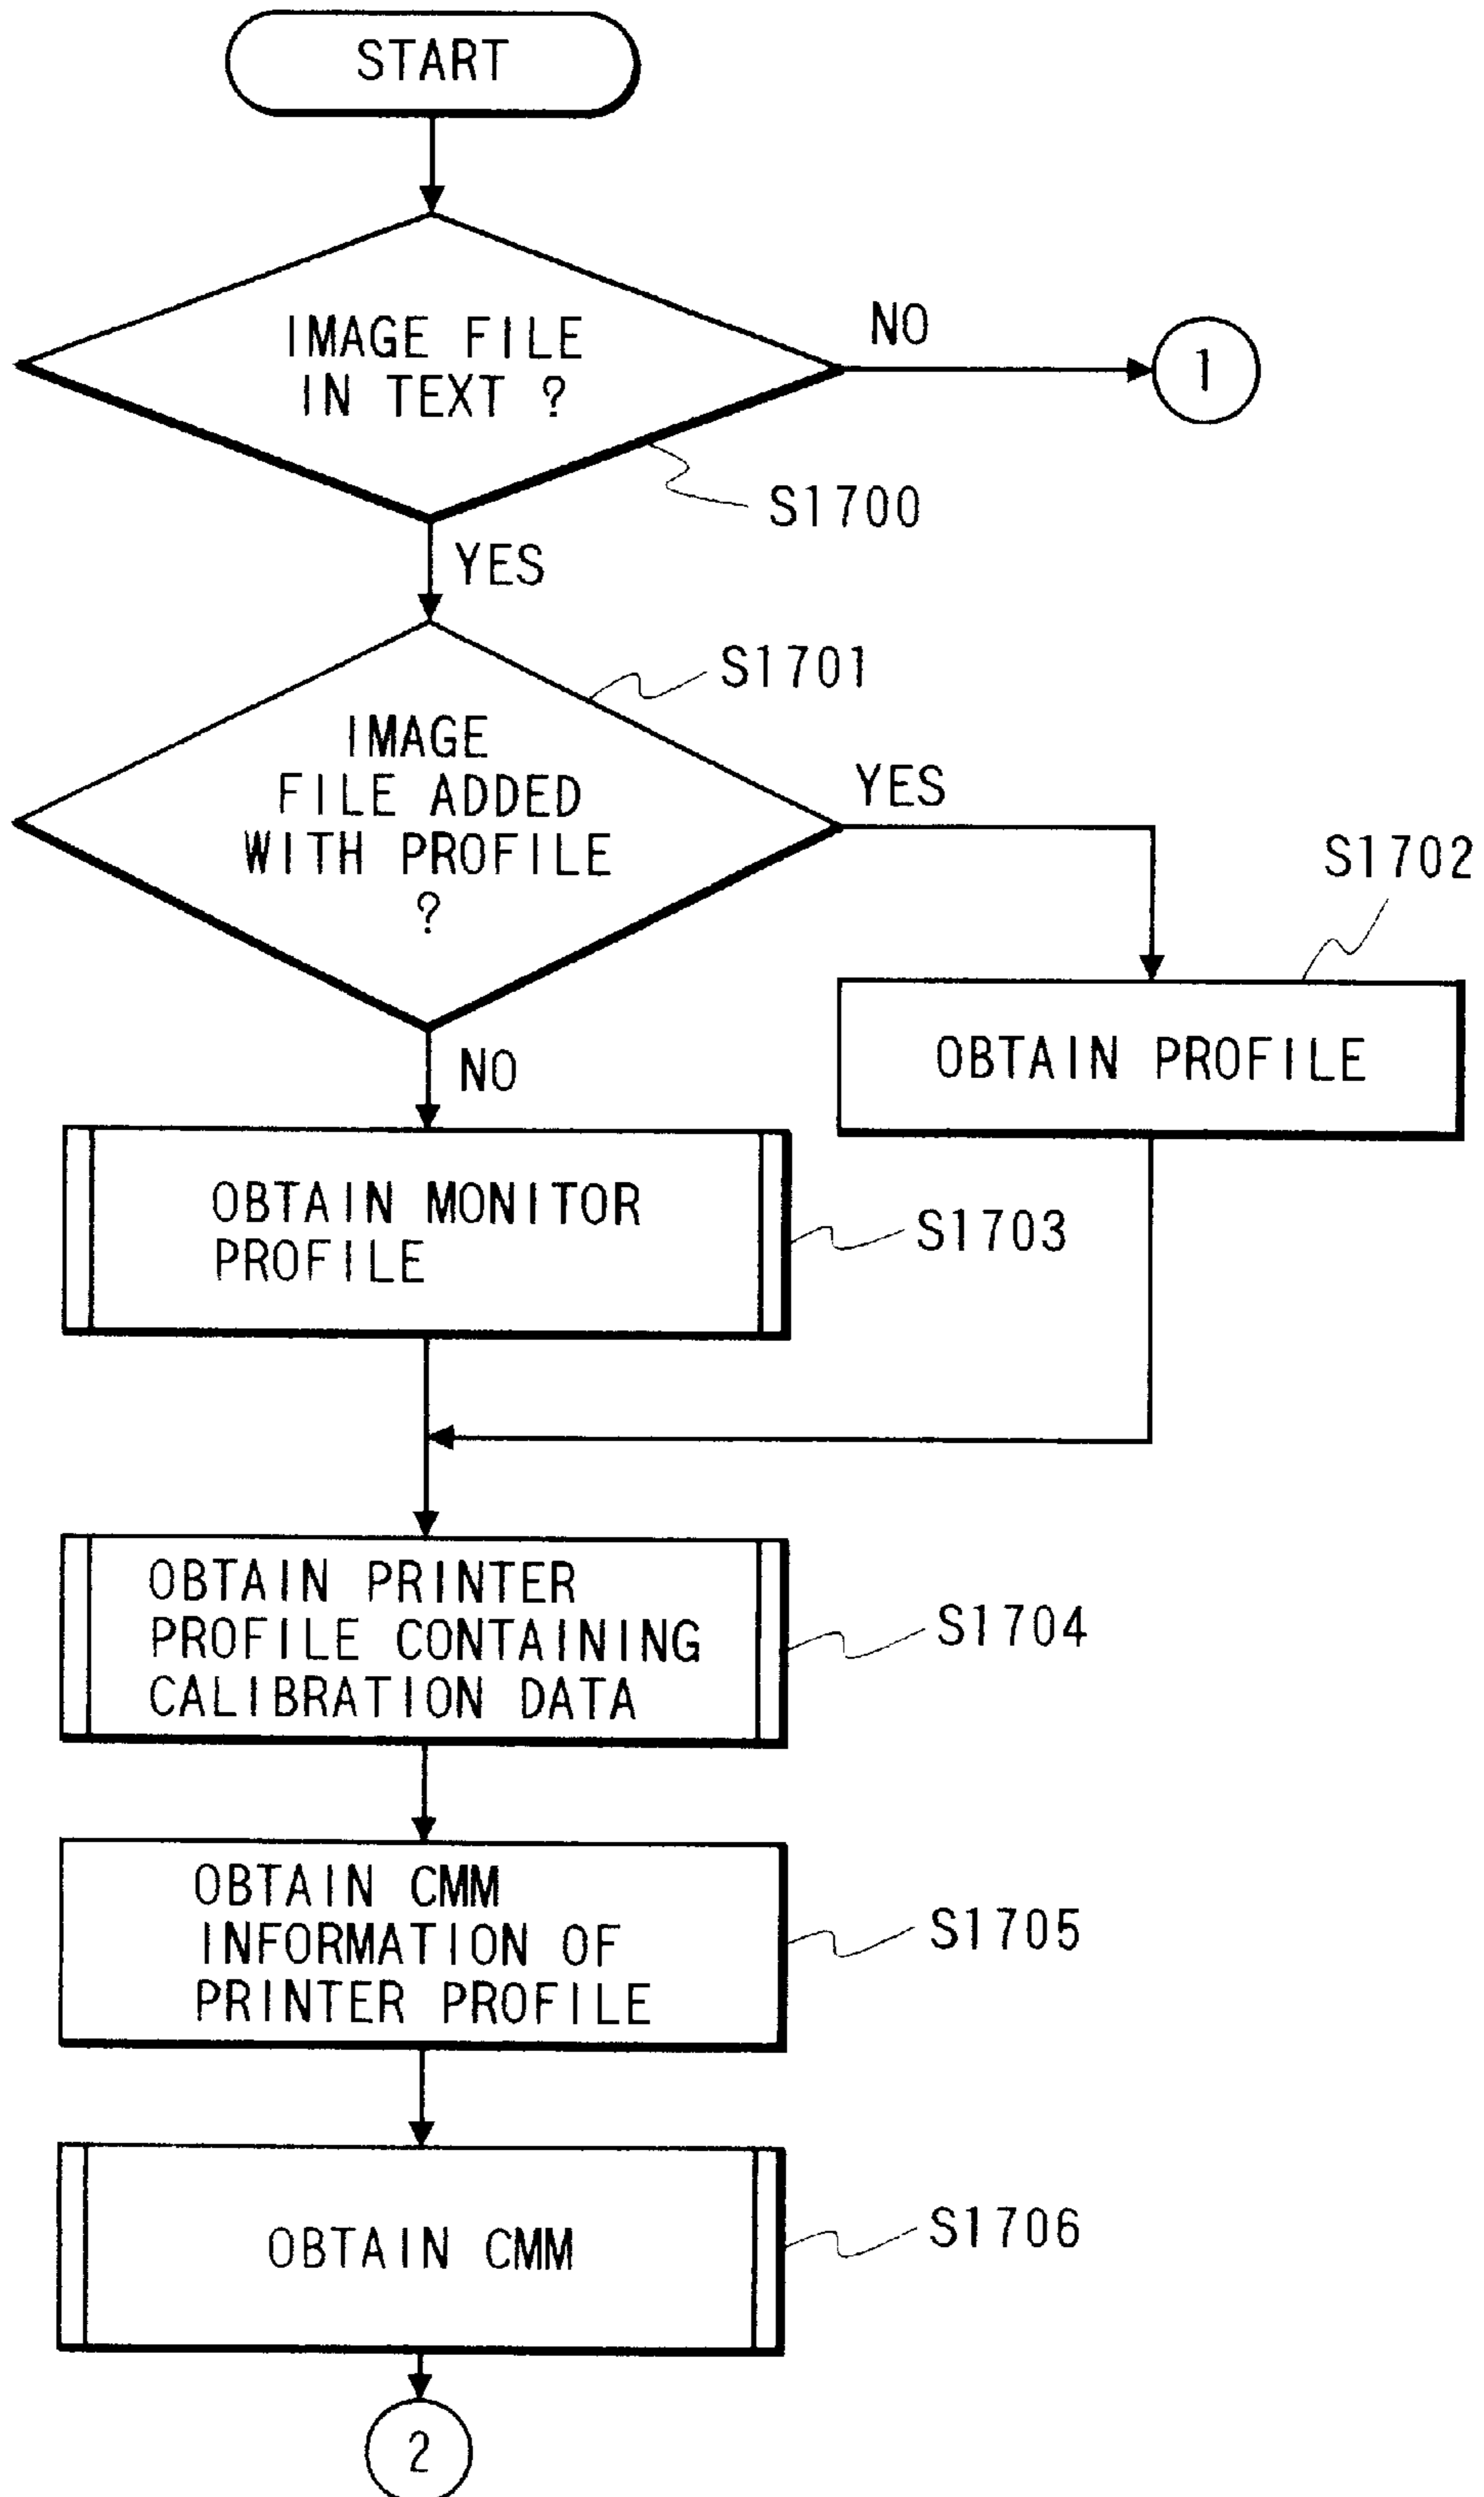 START
IMAGE FILE
IN TEXT ?
NO
1
S1700
YES
S1701
IMAGE
FILE ADDED
WITH PROFILE
?
YES
S1702
OBTAIN PROFILE
NO
OBTAIN MONITOR
PROFILE
S1703
OBTAIN PRINTER
PROFILE CONTAINING
CALIBRATION DATA
S1704
OBTAIN CMM
INFORMATION OF
PRINTER PROFILE
S1705
OBTAIN CMM
S1706
2